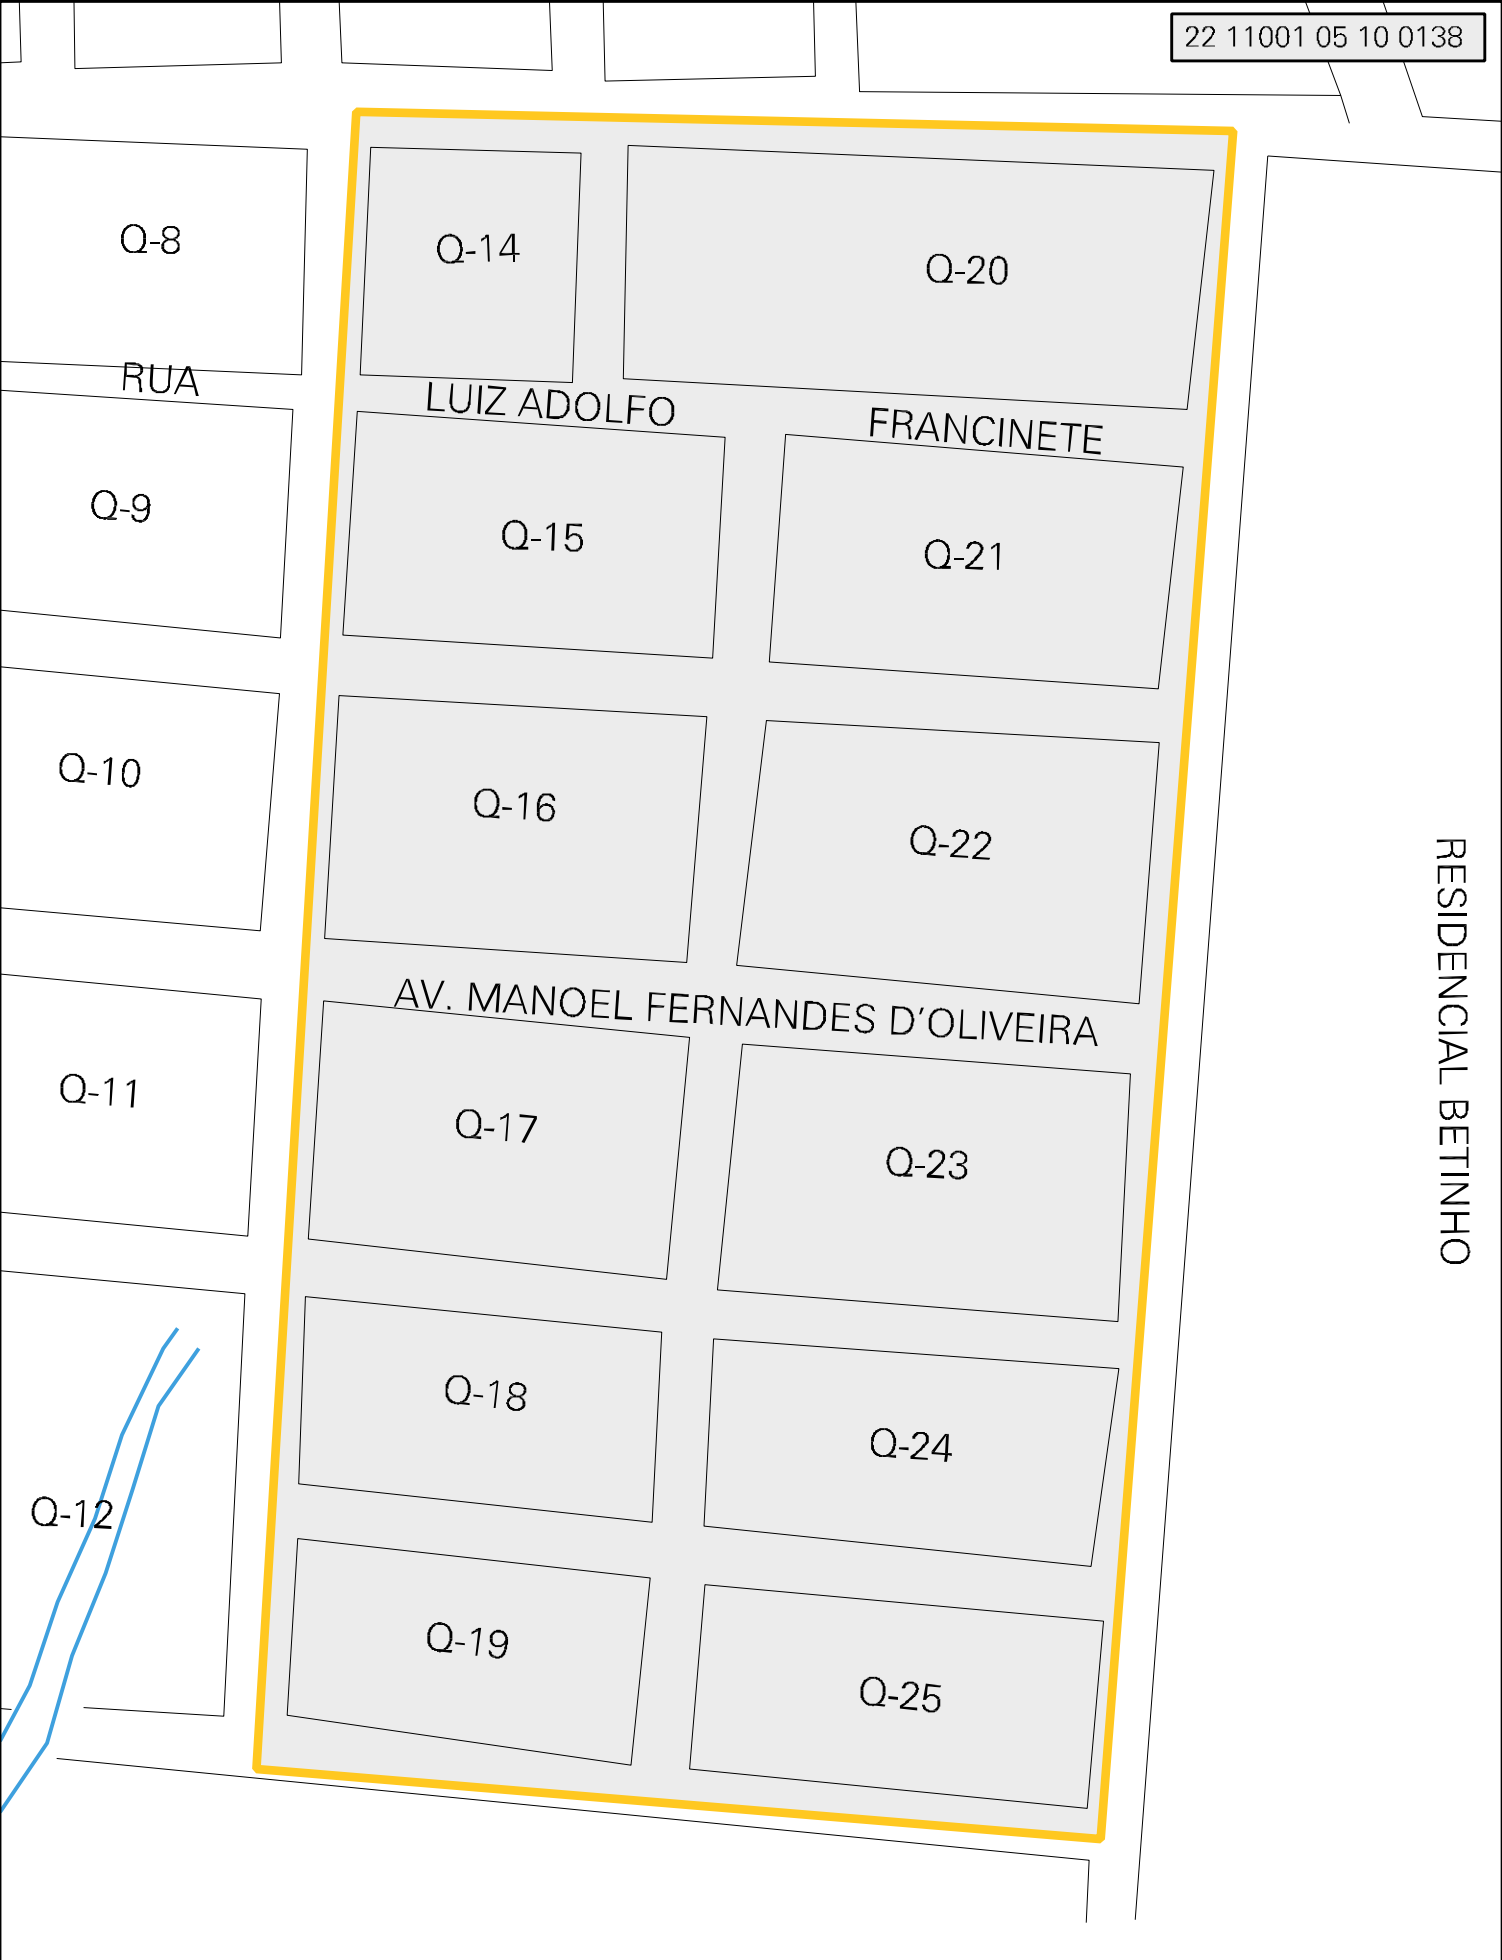 22 11001 05 10 0138
Q-8
Q-14
Q-20
RUA LUIZ ADOLFO FRANCINETE
Q-9
Q-15
Q-21
Q-10
Q-16
Q-22
AV. MANOEL FERNANDES D'OLIVEIRA
Q-11
Q-17
Q-23
RESIDENCIAL BETINHO
Q-18
Q-24
Q-12
Q-19
Q-25